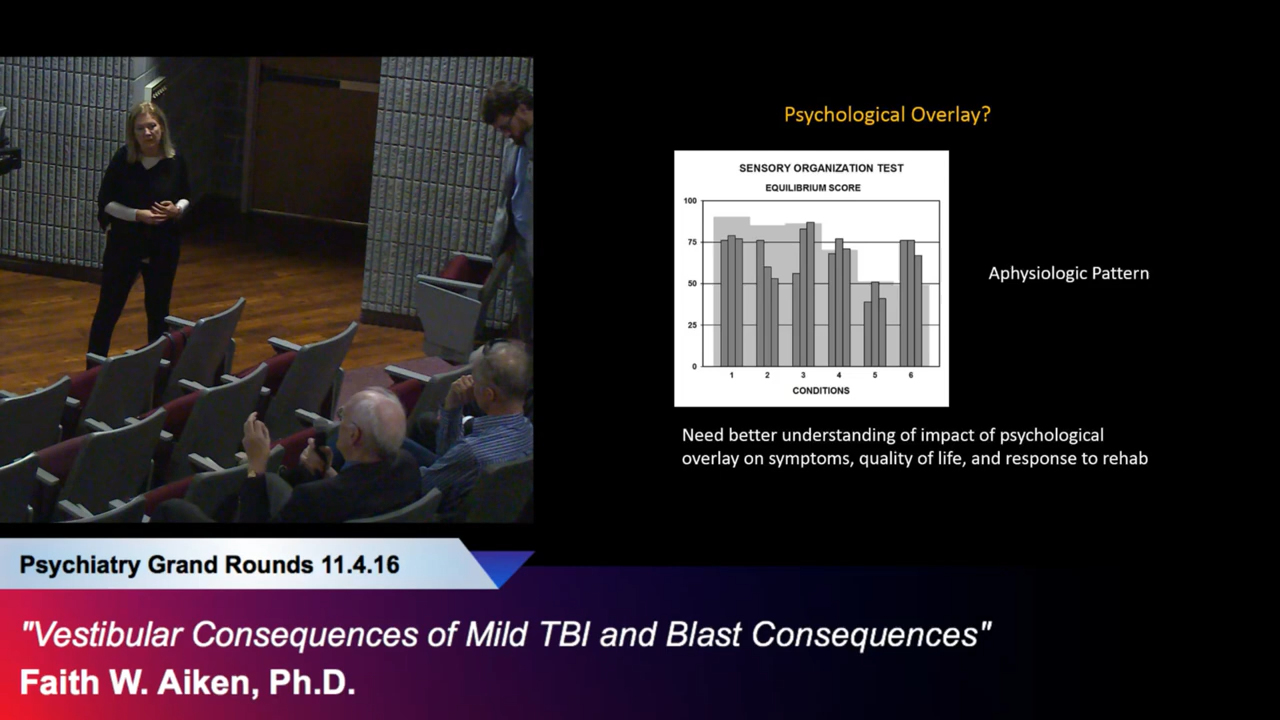 Psychological Overlay?
SENSORY ORGANIZATION TEST
EQUILIBRIUM SCORE
100
75
50
25
0
1 2 3 4 5 6
CONDITIONS
Aphysiologic Pattern
Need better understanding of impact of psychological
overlay on symptoms, quality of life, and response to rehab
Psychiatry Grand Rounds 11.4.16
"Vestibular Consequences of Mild TBI and Blast Consequences"
Faith W. Aiken, Ph.D.